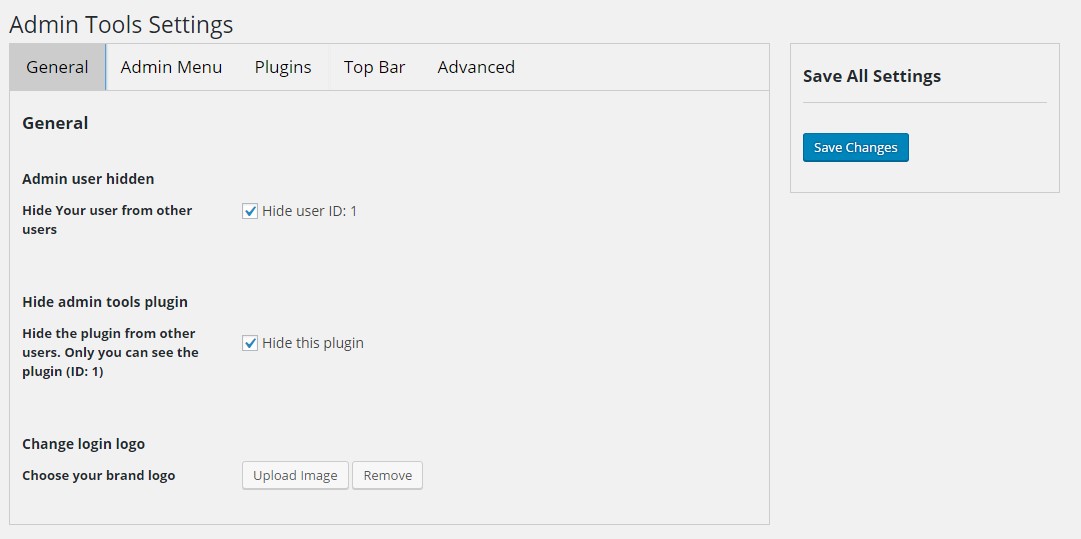 Admin Tools Settings
General
Admin Menu
Plugins
Top Bar
Advanced
General
Admin user hidden
Hide Your user from other
users
Hide user ID: 1
Hide admin tools plugin
Hide the plugin from other
users. Only you can see the
plugin (ID: 1)
Hide this plugin
Change login logo
Choose your brand logo
Upload Image
Remove
Save All Settings
Save Changes